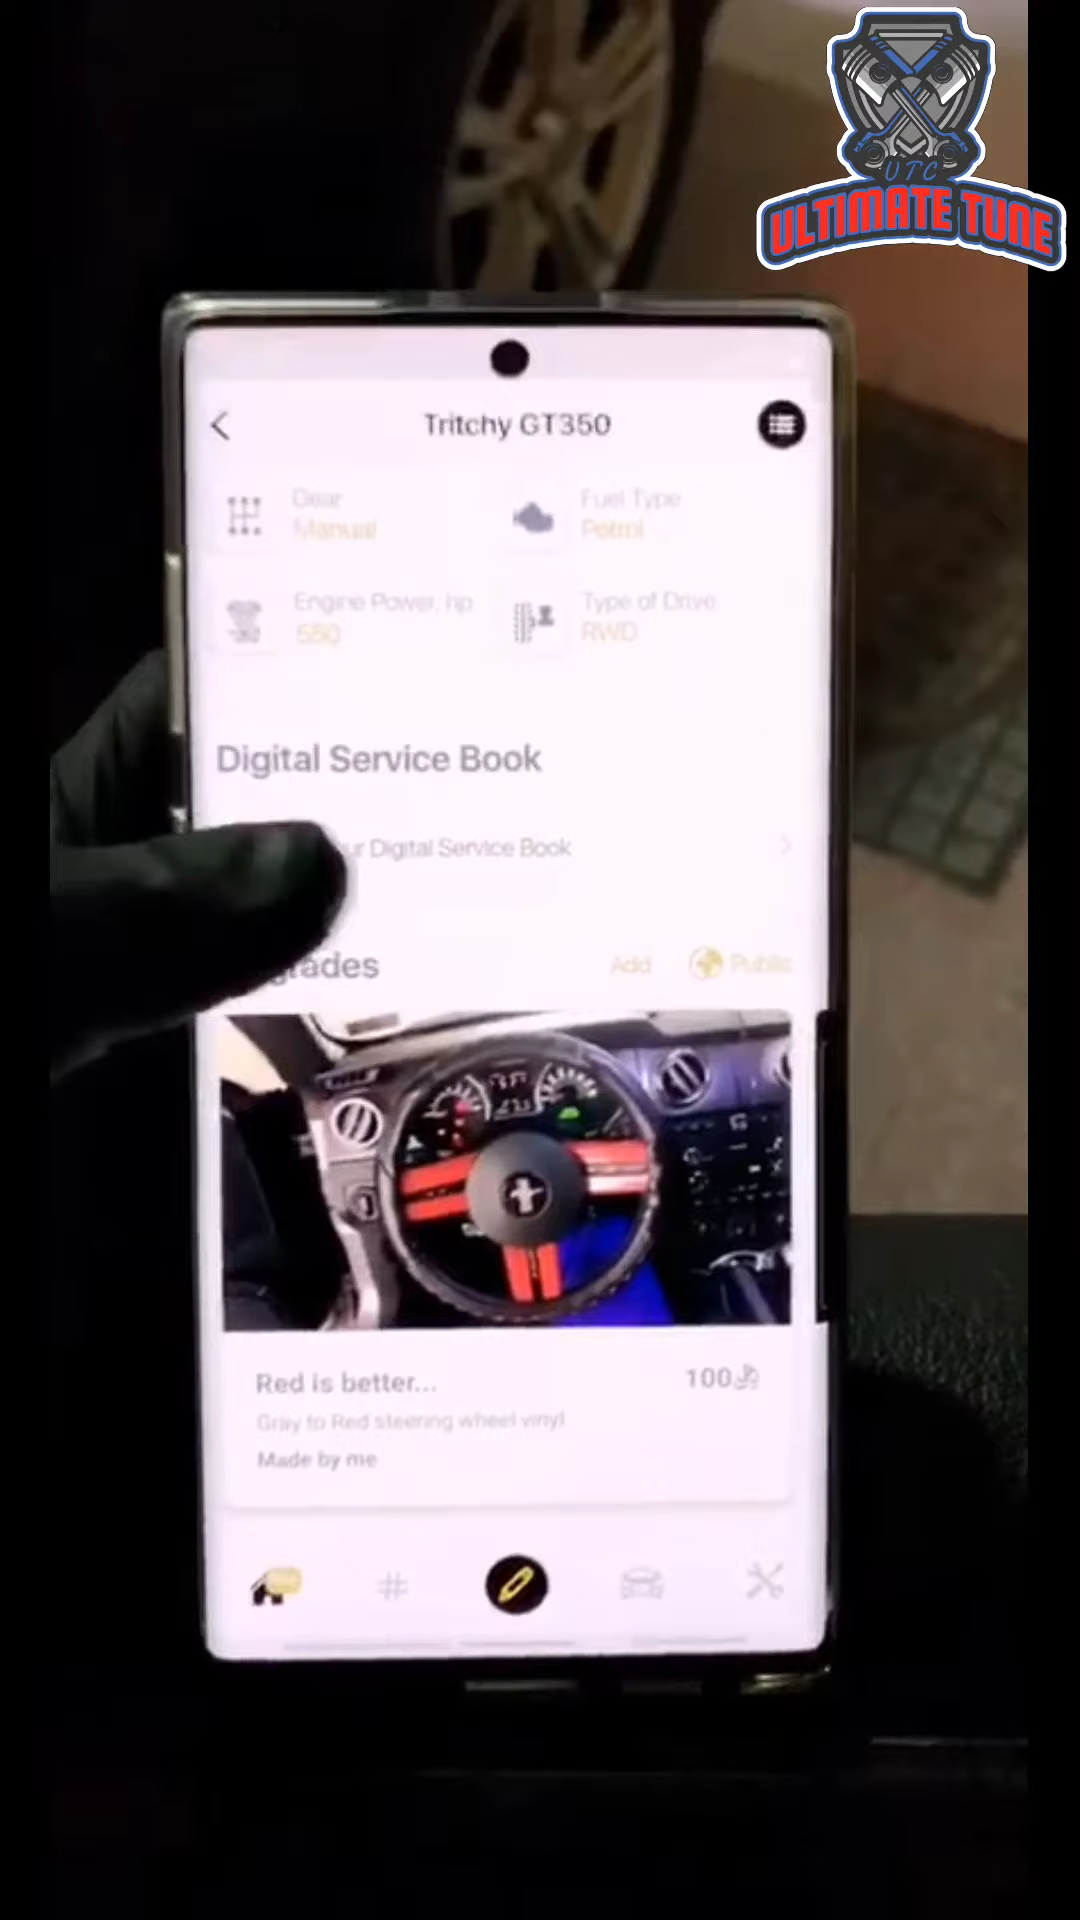 UTC
ULTIMATE TUNE
Tritchy GT350
Gear
Manual
Fuel Type
Petrol
Engine Power, hp
550
Type of Drive
RWD
Digital Service Book
ur Digital Service Book
grades
Add
Public
Red is better...
100
Gray to Red steering wheel vinyl
Made by me
#